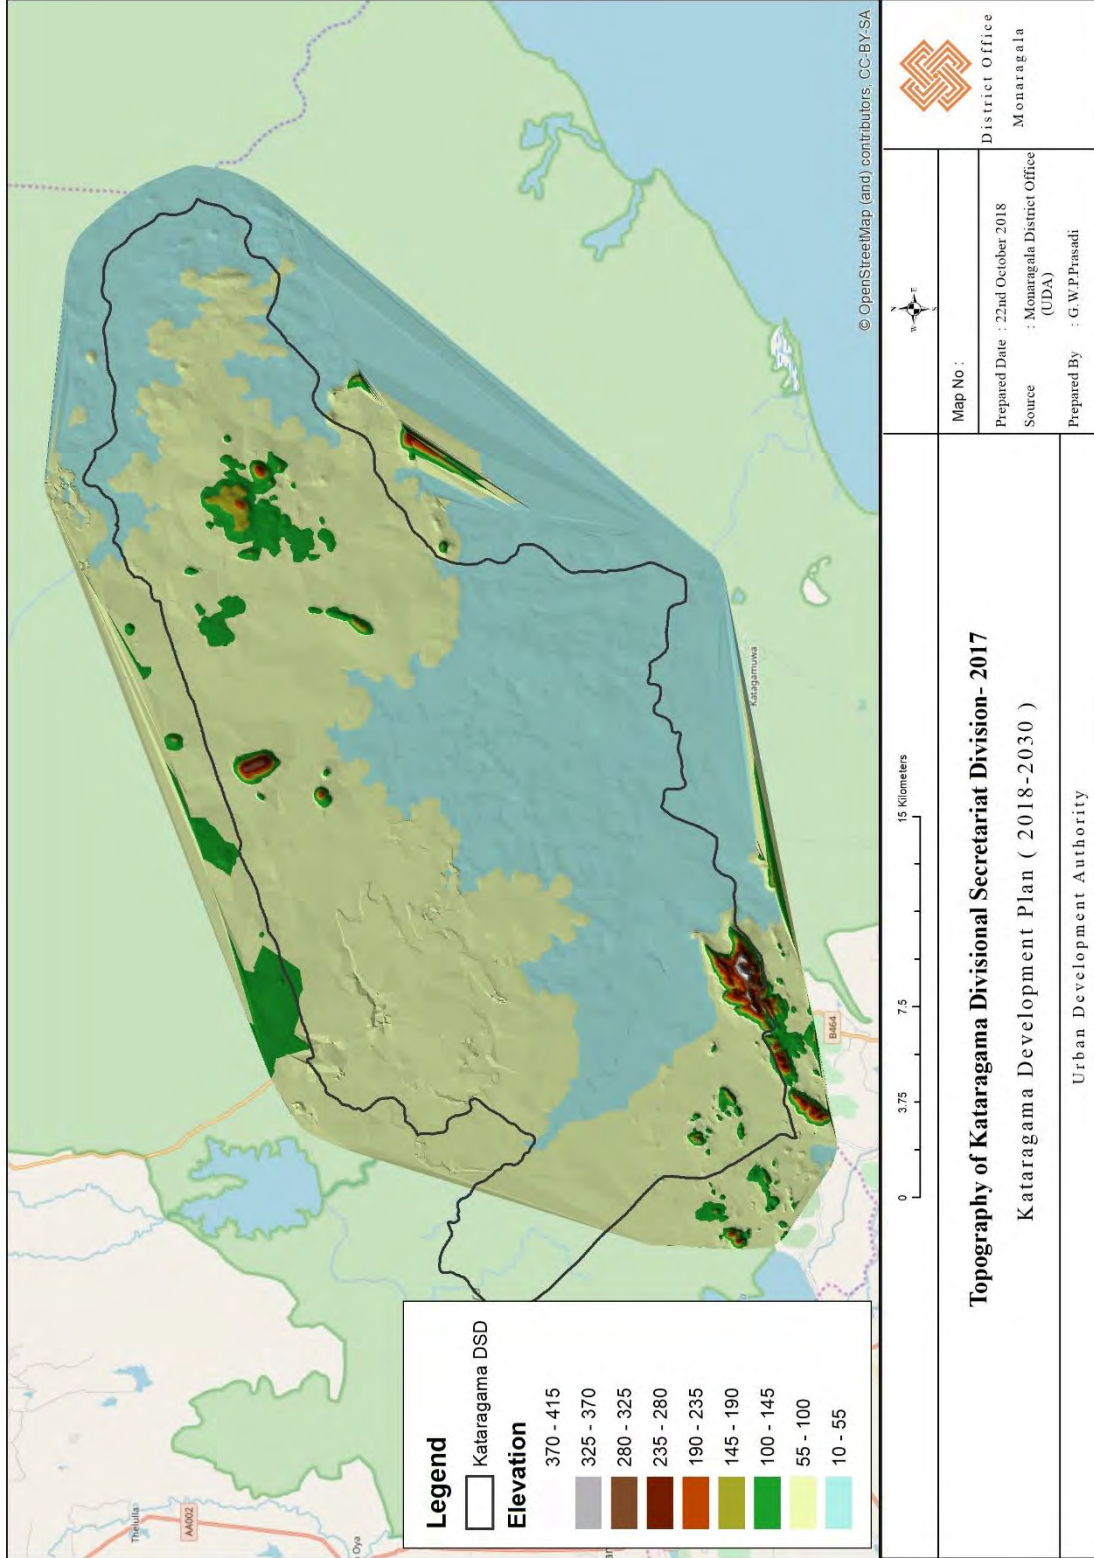 Thelulla
AA002
Oya
Katagamuwa
B464
© OpenStreetMap (and) contributors, CC-BY-SA
Legend
Kataragama DSD
Elevation
370 - 415
325 - 370
280 - 325
235 - 280
190 - 235
145 - 190
100 - 145
55 - 100
10 - 55
0 3.75 7.5 15 Kilometers
Topography of Kataragama Divisional Secretariat Division- 2017
Kataragama Development Plan ( 2018-2030 )
Urban Development Authority
N
W E
S
Map No :
Prepared Date : 22nd October 2018
Source : Monaragala District Office
(UDA)
Prepared By : G.W.P.Prasadi
District Office
Monaragala